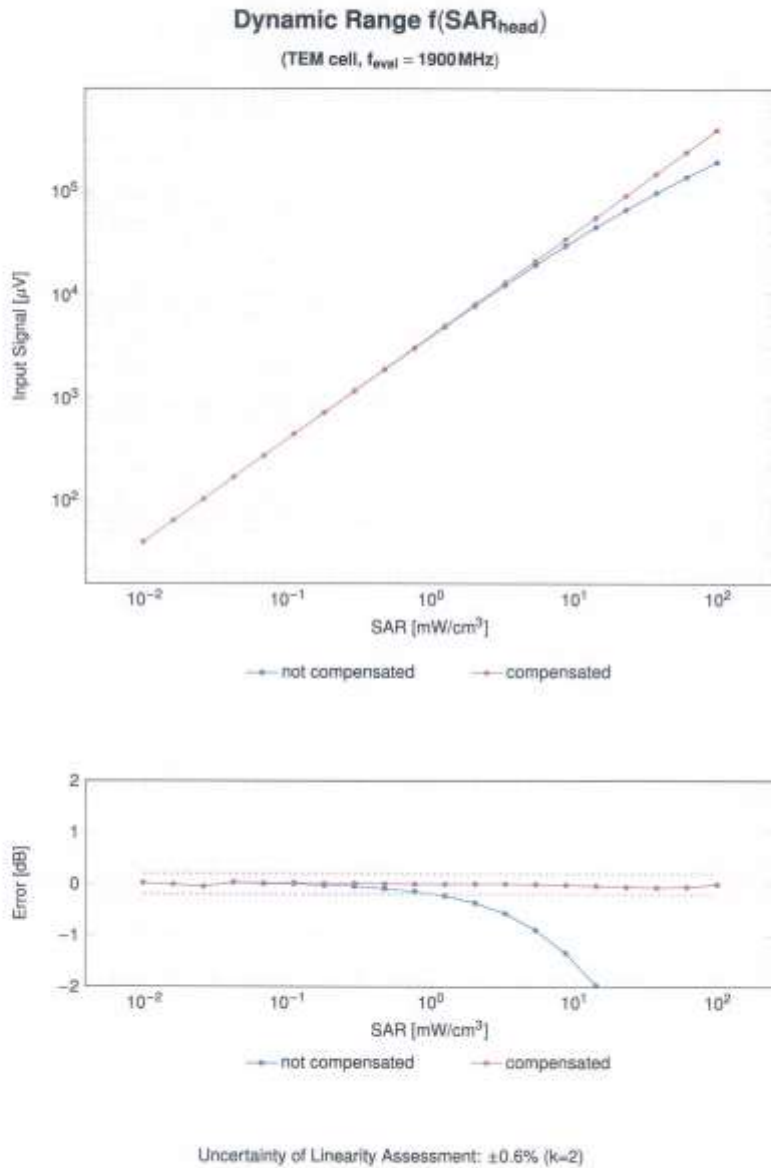 Dynamic Range f(SARhead)
(TEM cell, feval = 1900 MHz)
Input Signal [µV]
10⁵
10⁴
10³
10²
10⁻² 10⁻¹ 10⁰ 10¹ 10²
SAR [mW/cm³]
not compensated compensated
Error [dB]
2
1
0
−1
−2
10⁻² 10⁻¹ 10⁰ 10¹ 10²
SAR [mW/cm³]
not compensated compensated
Uncertainty of Linearity Assessment: ±0.6% (k=2)